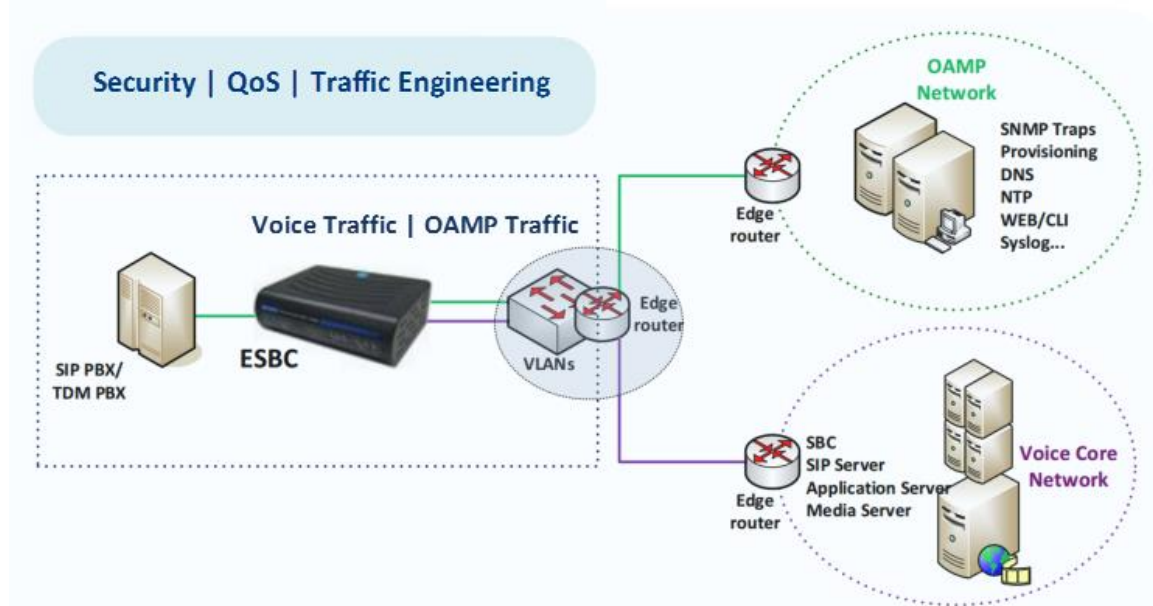 Security | QoS | Traffic Engineering
OAMP
Network
SNMP Traps
Provisioning
DNS
NTP
WEB/CLI
Syslog...
Edge
router
Voice Traffic | OAMP Traffic
SIP PBX/
TDM PBX
ESBC
VLANs
Edge
router
Edge
router
SBC
SIP Server
Application Server
Media Server
Voice Core
Network